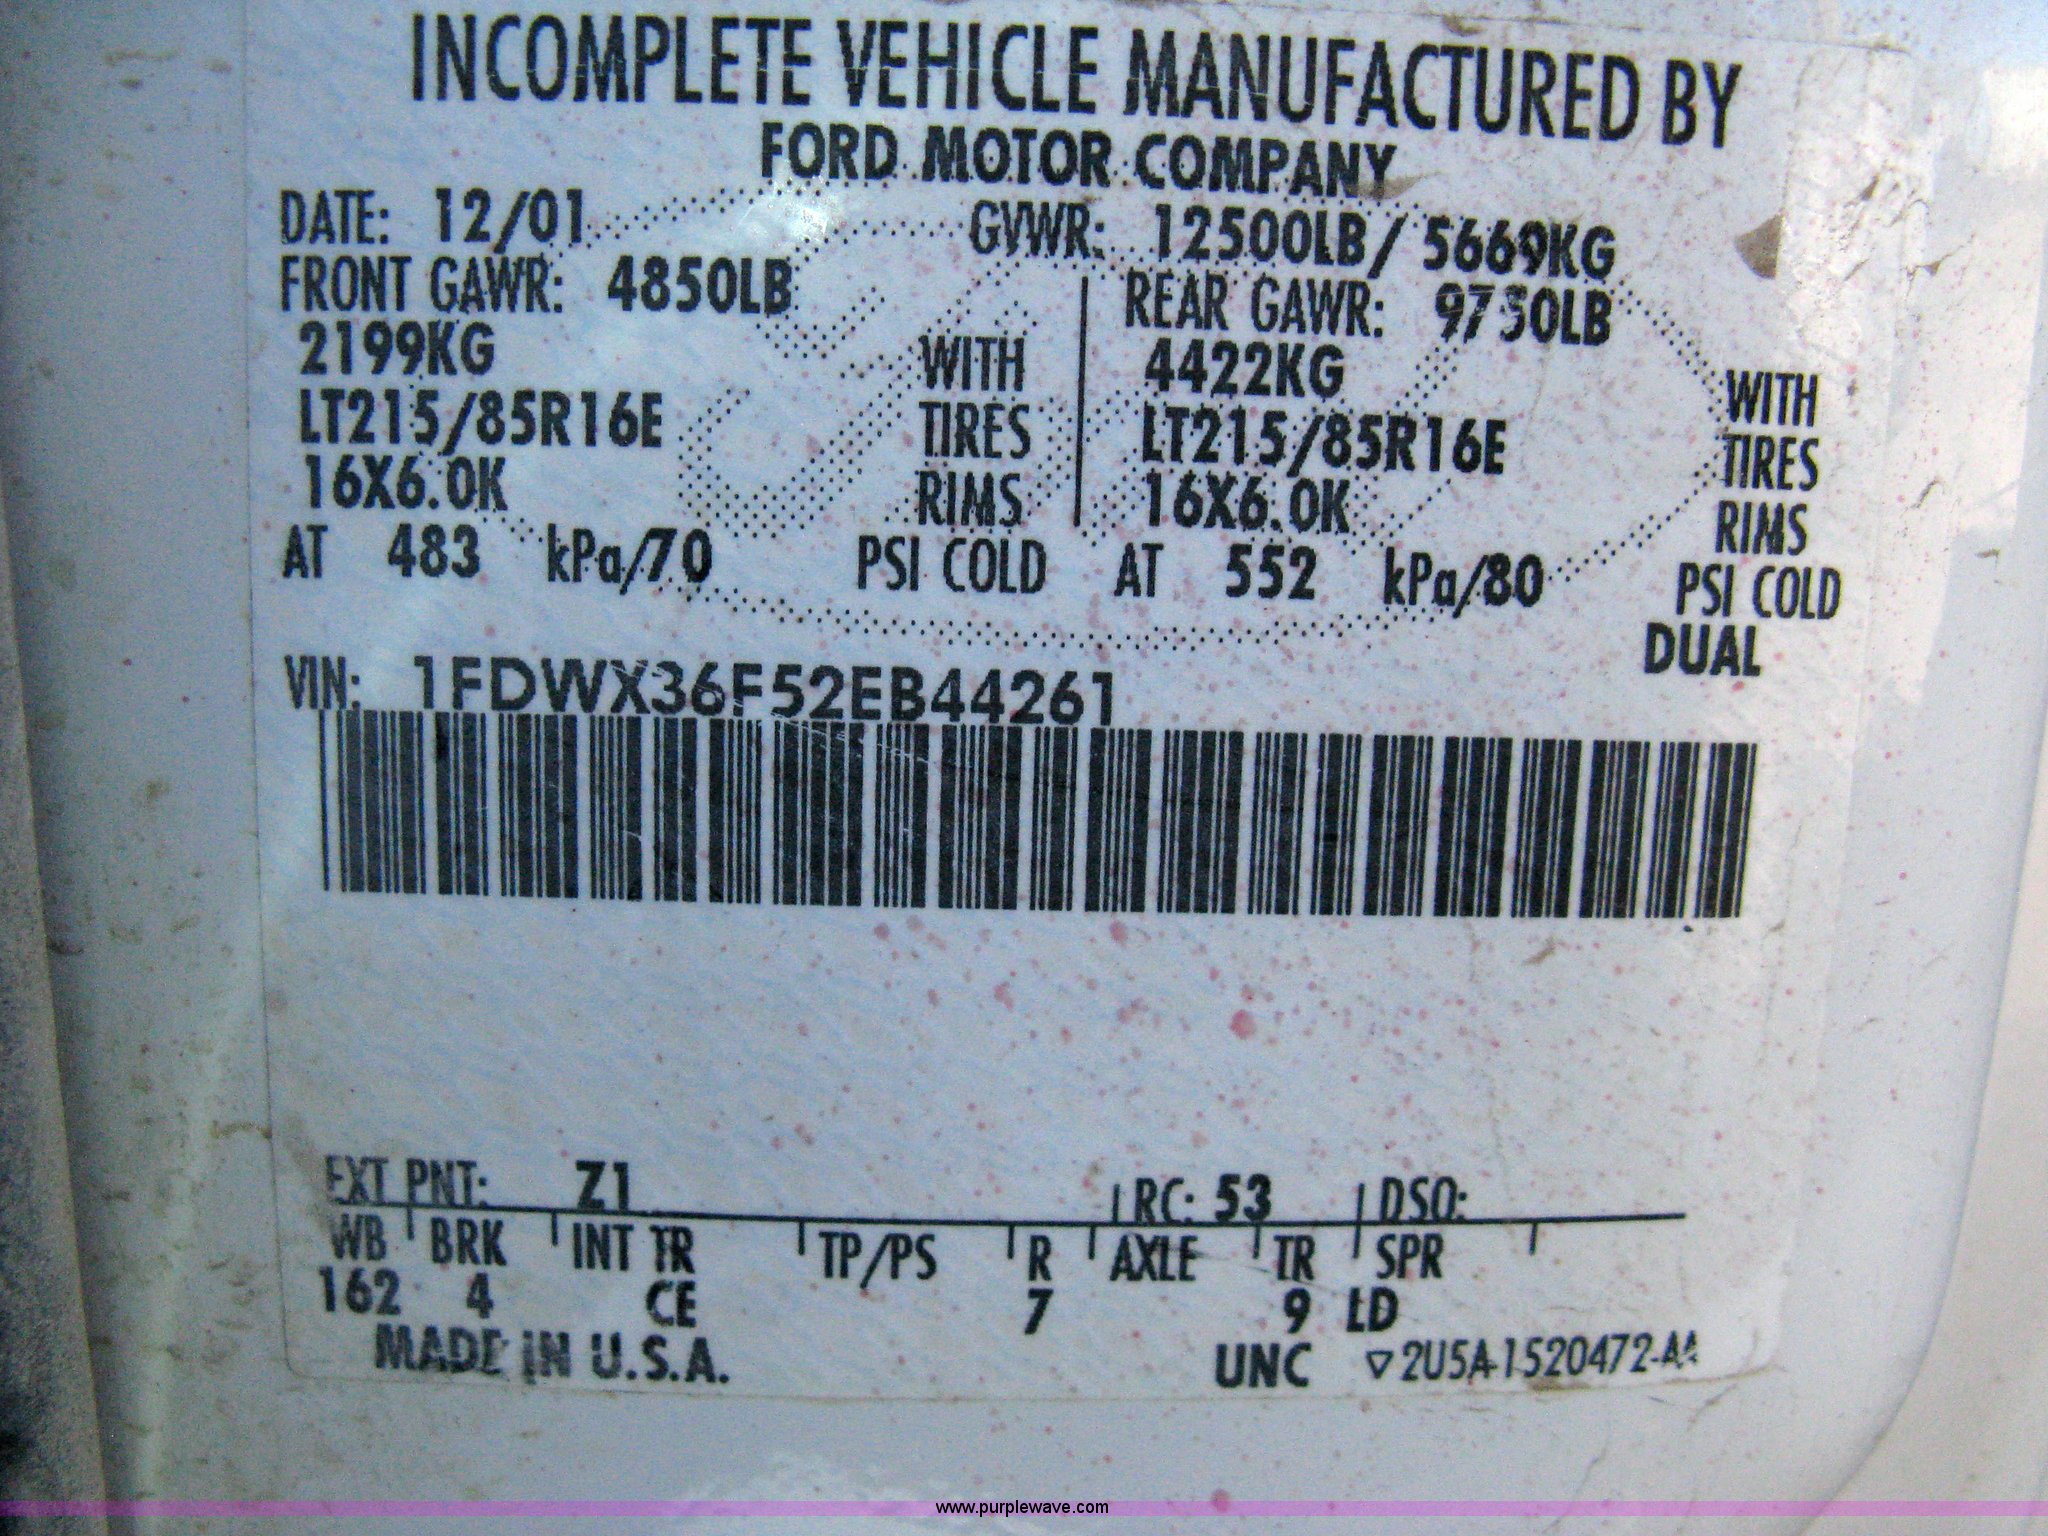 INCOMPLETE VEHICLE MANUFACTURED BY
FORD MOTOR COMPANY
DATE: 12/01 GVWR: 12500LB/ 5669KG
FRONT GAWR: 4850LB REAR GAWR: 9750LB
2199KG WITH 4422KG WITH
LT215/85R16E TIRES LT215/85R16E TIRES
16X6.0K RIMS 16X6.0K RIMS
AT 483 kPa/70 PSI COLD AT 552 kPa/80 PSI COLD
DUAL
VIN: 1FDWX36F52EB44261
EXT PNT: Z1 RC: 53 DSO:
WB BRK INT TR TP/PS R AXLE TR SPR
162 4 CE 7 9 LD
MADE IN U.S.A. UNC ▽2U5A-1520472-AA
www.purplewave.com